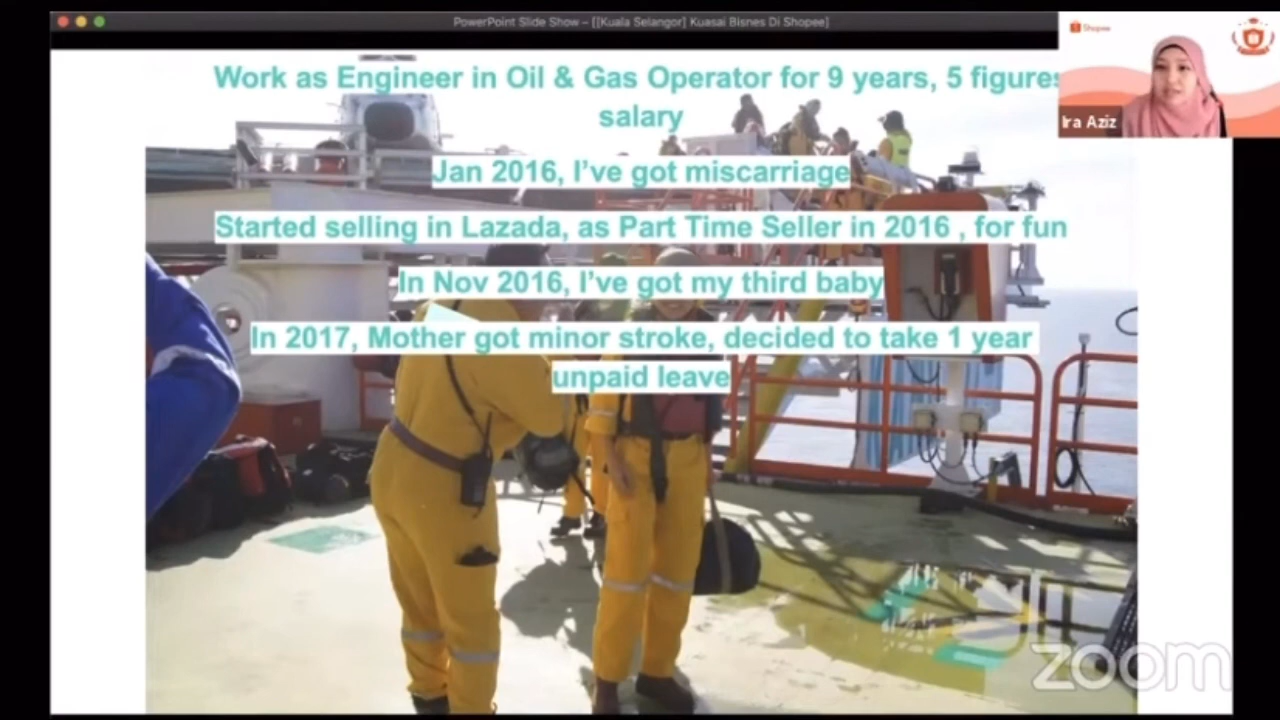 PowerPoint Slide Show – [[Kuala Selangor] Kuasai Bisnes Di Shopee]
Shopee
Ira Aziz
Work as Engineer in Oil & Gas Operator for 9 years, 5 figures
salary
Jan 2016, I've got miscarriage
Started selling in Lazada, as Part Time Seller in 2016 , for fun
In Nov 2016, I've got my third baby
In 2017, Mother got minor stroke, decided to take 1 year
unpaid leave
zoom